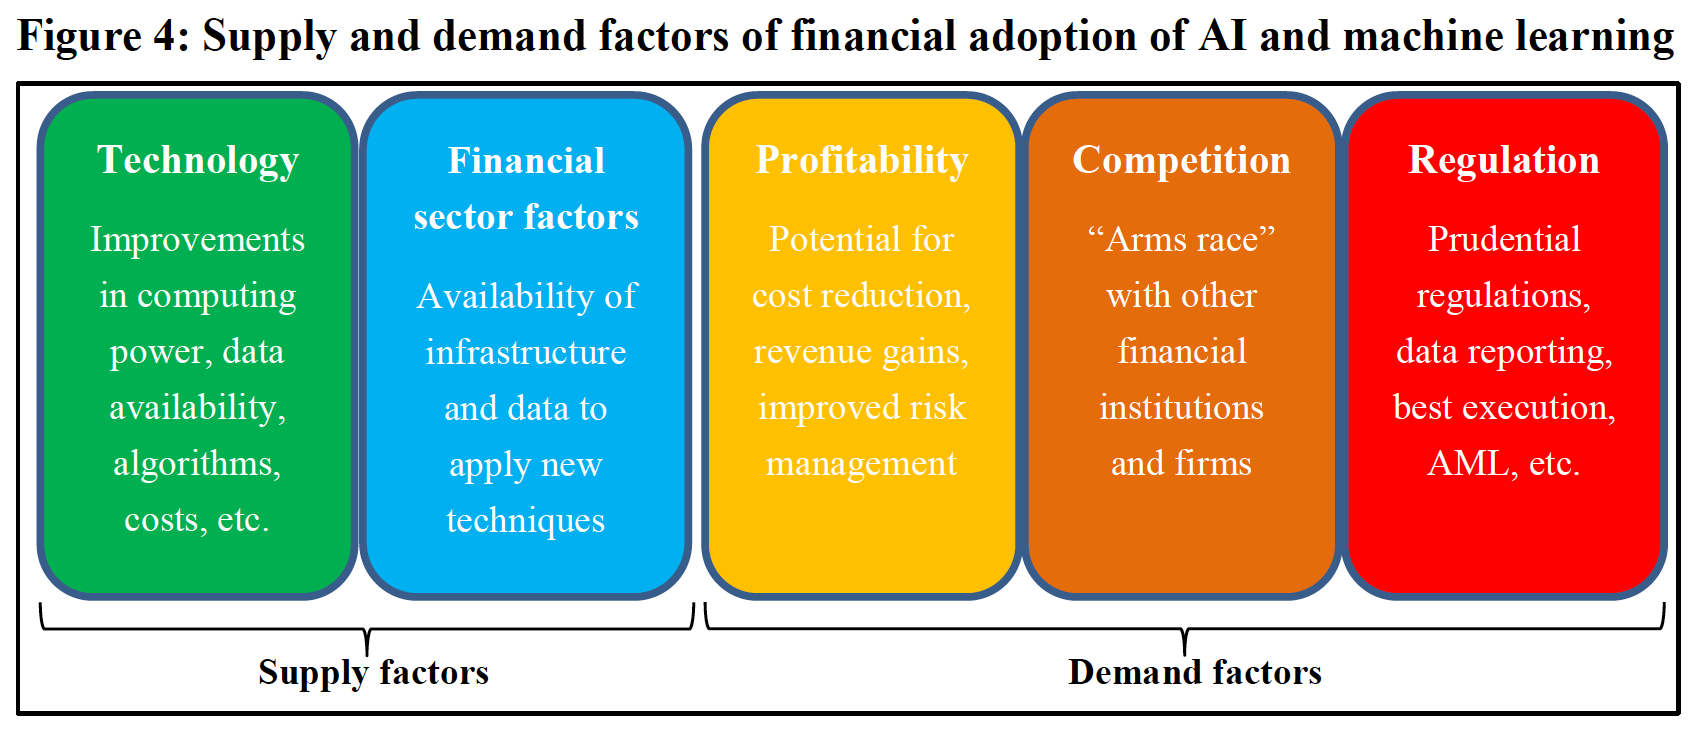 Figure 4: Supply and demand factors of financial adoption of AI and machine learning
Technology
Improvements
in computing
power, data
availability,
algorithms,
costs, etc.
Financial
sector factors
Availability of
infrastructure
and data to
apply new
techniques
Profitability
Potential for
cost reduction,
revenue gains,
improved risk
management
Competition
“Arms race”
with other
financial
institutions
and firms
Regulation
Prudential
regulations,
data reporting,
best execution,
AML, etc.
Supply factors
Demand factors